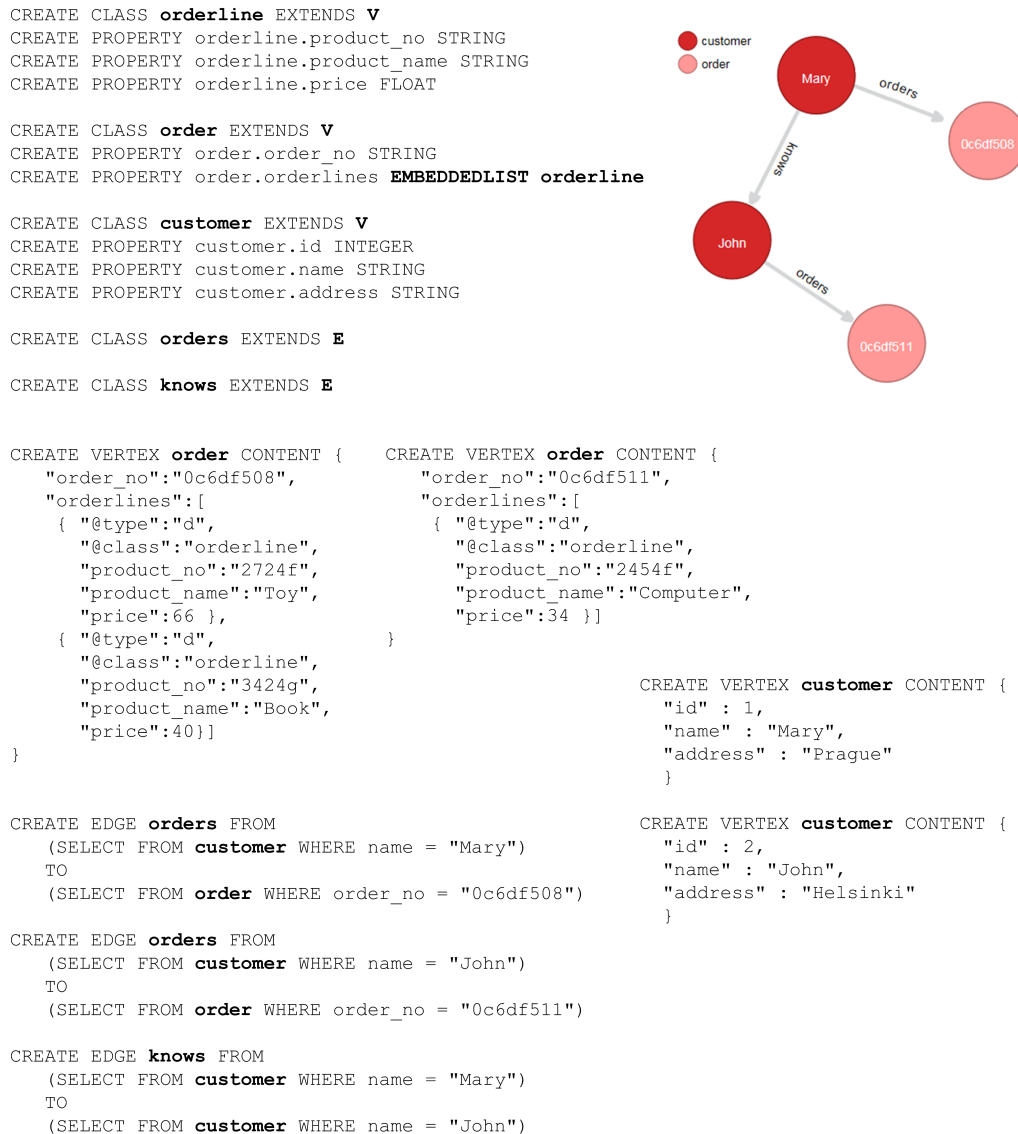 CREATE CLASS orderline EXTENDS V
CREATE PROPERTY orderline.product_no STRING
CREATE PROPERTY orderline.product_name STRING
CREATE PROPERTY orderline.price FLOAT
CREATE CLASS order EXTENDS V
CREATE PROPERTY order.order_no STRING
CREATE PROPERTY order.orderlines EMBEDDEDLIST orderline
CREATE CLASS customer EXTENDS V
CREATE PROPERTY customer.id INTEGER
CREATE PROPERTY customer.name STRING
CREATE PROPERTY customer.address STRING
CREATE CLASS orders EXTENDS E
CREATE CLASS knows EXTENDS E
customer
order
Mary
orders
0c6df508
knows
John
orders
0c6df511
CREATE VERTEX order CONTENT {
"order_no":"0c6df508",
"orderlines":[
{ "@type":"d",
"@class":"orderline",
"product_no":"2724f",
"product_name":"Toy",
"price":66 },
{ "@type":"d",
"@class":"orderline",
"product_no":"3424g",
"product_name":"Book",
"price":40}]
}
CREATE VERTEX order CONTENT {
"order_no":"0c6df511",
"orderlines":[
{ "@type":"d",
"@class":"orderline",
"product_no":"2454f",
"product_name":"Computer",
"price":34 }]
}
CREATE VERTEX customer CONTENT {
"id" : 1,
"name" : "Mary",
"address" : "Prague"
}
CREATE VERTEX customer CONTENT {
"id" : 2,
"name" : "John",
"address" : "Helsinki"
}
CREATE EDGE orders FROM
(SELECT FROM customer WHERE name = "Mary")
TO
(SELECT FROM order WHERE order_no = "0c6df508")
CREATE EDGE orders FROM
(SELECT FROM customer WHERE name = "John")
TO
(SELECT FROM order WHERE order_no = "0c6df511")
CREATE EDGE knows FROM
(SELECT FROM customer WHERE name = "Mary")
TO
(SELECT FROM customer WHERE name = "John")